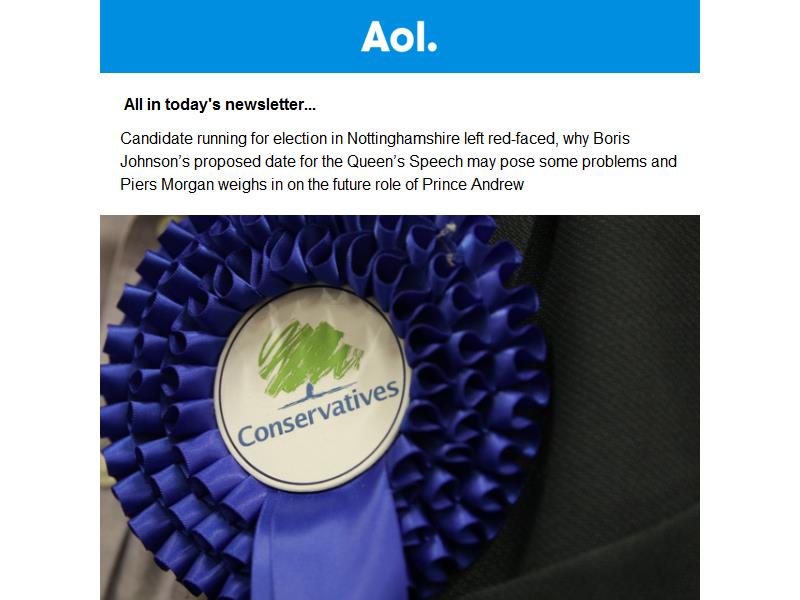 Aol.
All in today's newsletter...
Candidate running for election in Nottinghamshire left red-faced, why Boris
Johnson’s proposed date for the Queen’s Speech may pose some problems and
Piers Morgan weighs in on the future role of Prince Andrew
Conservatives